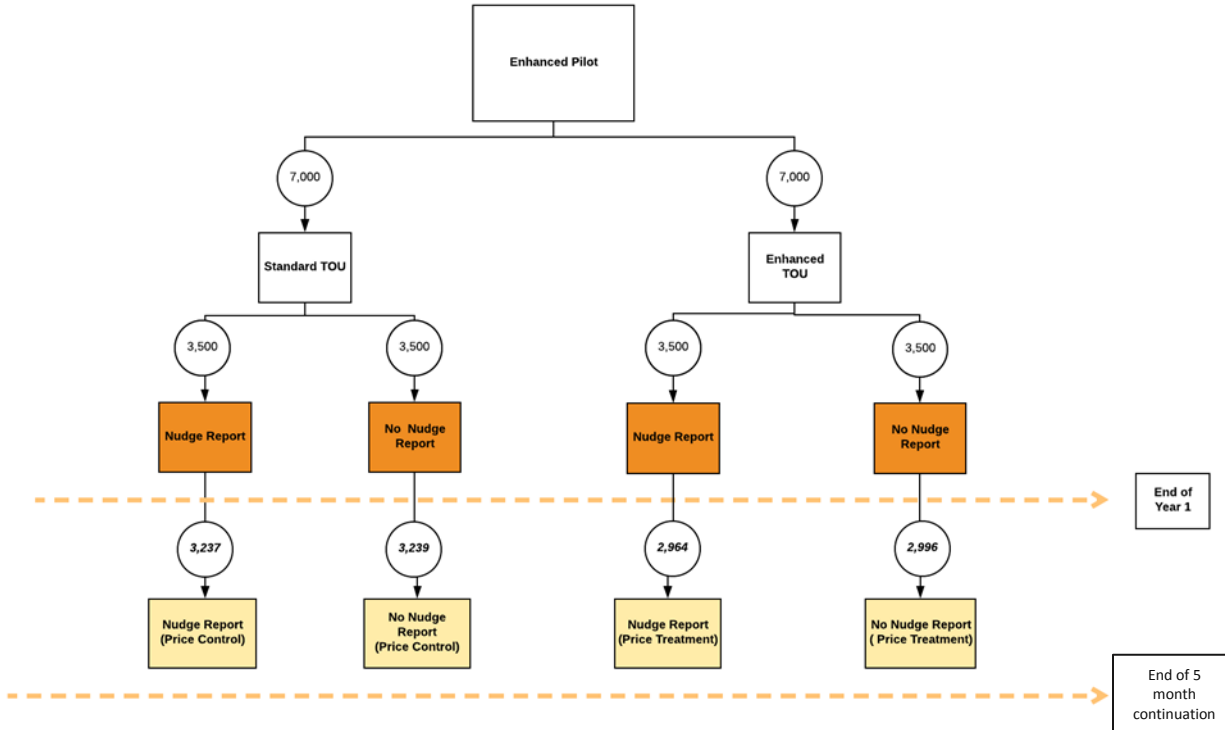 Enhanced Pilot
7,000
7,000
Standard TOU
Enhanced
TOU
3,500
3,500
3,500
3,500
Nudge Report
No Nudge
Report
Nudge Report
No Nudge
Report
End of
Year 1
3,237
3,239
2,964
2,996
Nudge Report
(Price Control)
No Nudge
Report
(Price Control)
Nudge Report
(Price Treatment)
No Nudge Report
( Price Treatment)
End of 5
month
continuation